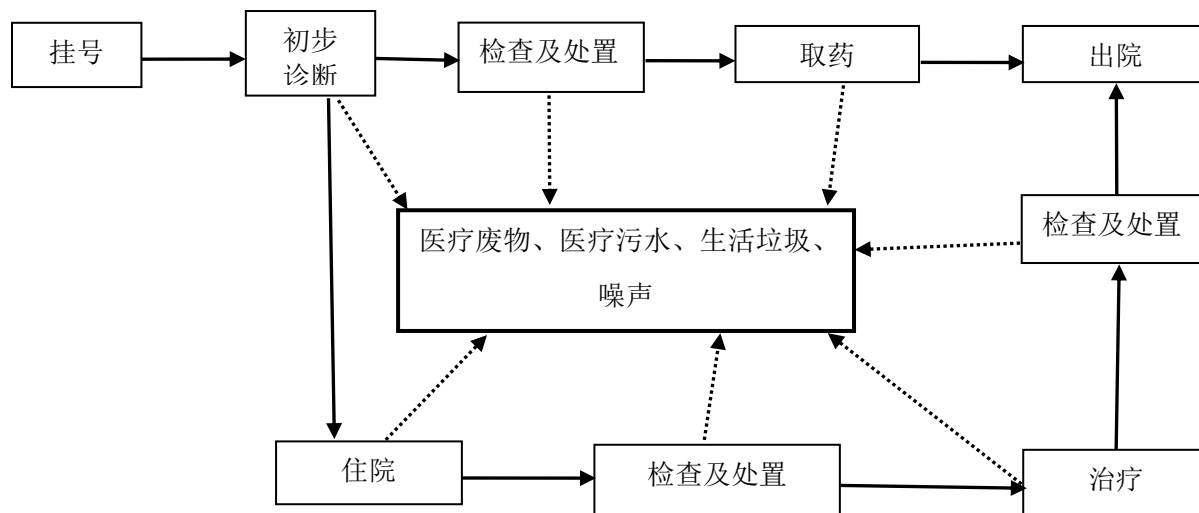 挂号
初步
诊断
检查及处置
取药
出院
医疗废物、医疗污水、生活垃圾、
噪声
检查及处置
住院
检查及处置
治疗